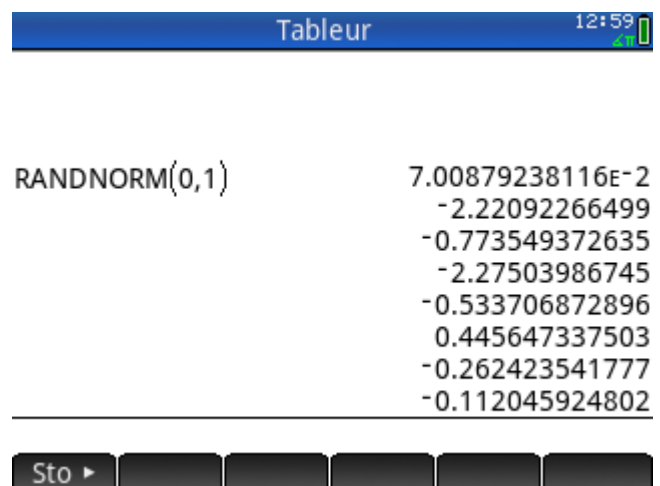 Tableur
12:59
∡π
RANDNORM(0,1) 7.00879238116ᴇ⁻2
⁻2.22092266499
⁻0.773549372635
⁻2.27503986745
⁻0.533706872896
0.445647337503
⁻0.262423541777
⁻0.112045924802
Sto ▶